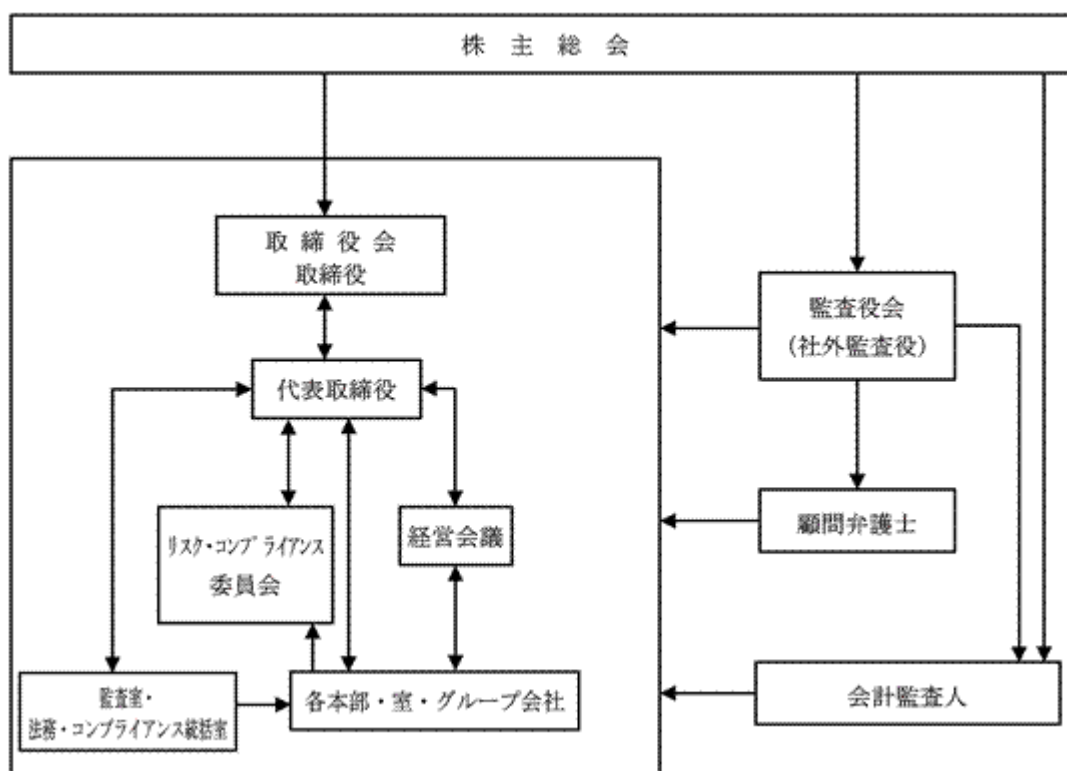 株主総会
取締役会
取締役
監査役会
(社外監査役)
代表取締役
顧問弁護士
リスク・コンプライアンス
委員会
経営会議
監査室・
法務・コンプライアンス統括室
各本部・室・グループ会社
会計監査人